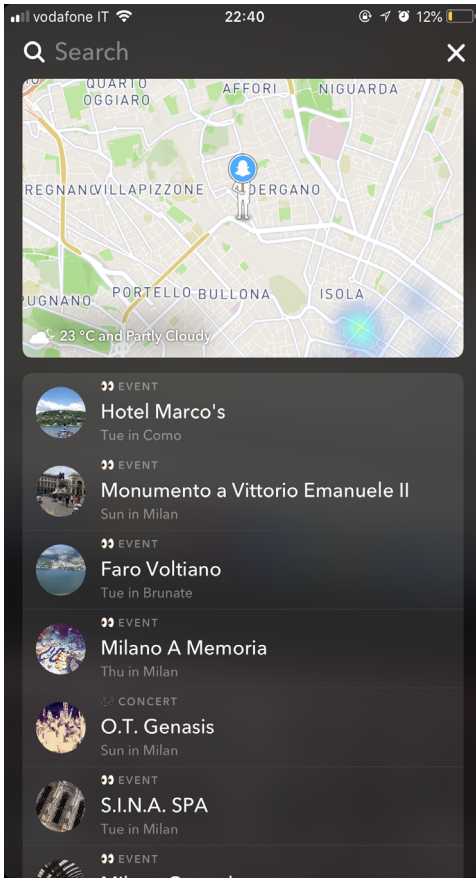 vodafone IT
22:40
12%
Search
QUARTO
OGGIARO
AFFORI
NIGUARDA
REGNANO
VILLAPIZZONE
DERGANO
PUGNANO
PORTELLO
BULLONA
ISOLA
23 °C and Partly Cloudy
EVENT
Hotel Marco's
Tue in Como
EVENT
Monumento a Vittorio Emanuele II
Sun in Milan
EVENT
Faro Voltiano
Tue in Brunate
EVENT
Milano A Memoria
Thu in Milan
CONCERT
O.T. Genasis
Sun in Milan
EVENT
S.I.N.A. SPA
Tue in Milan
EVENT